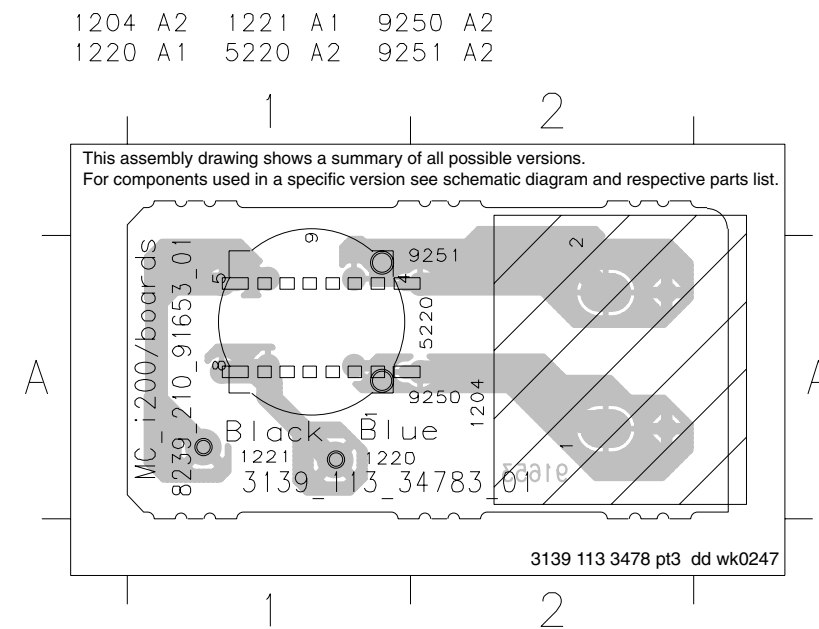 1204 A2 1221 A1 9250 A2
1220 A1 5220 A2 9251 A2
1 2
This assembly drawing shows a summary of all possible versions.
For components used in a specific version see schematic diagram and respective parts list.
MC_i200/boards
8239_210_91653_01
5
6
4
9251
2
5220
A
A
8
9250
1204
1
1
Black Blue
1221 1220
3139_113_34783_01
91653
3139 113 3478 pt3 dd wk0247
1 2